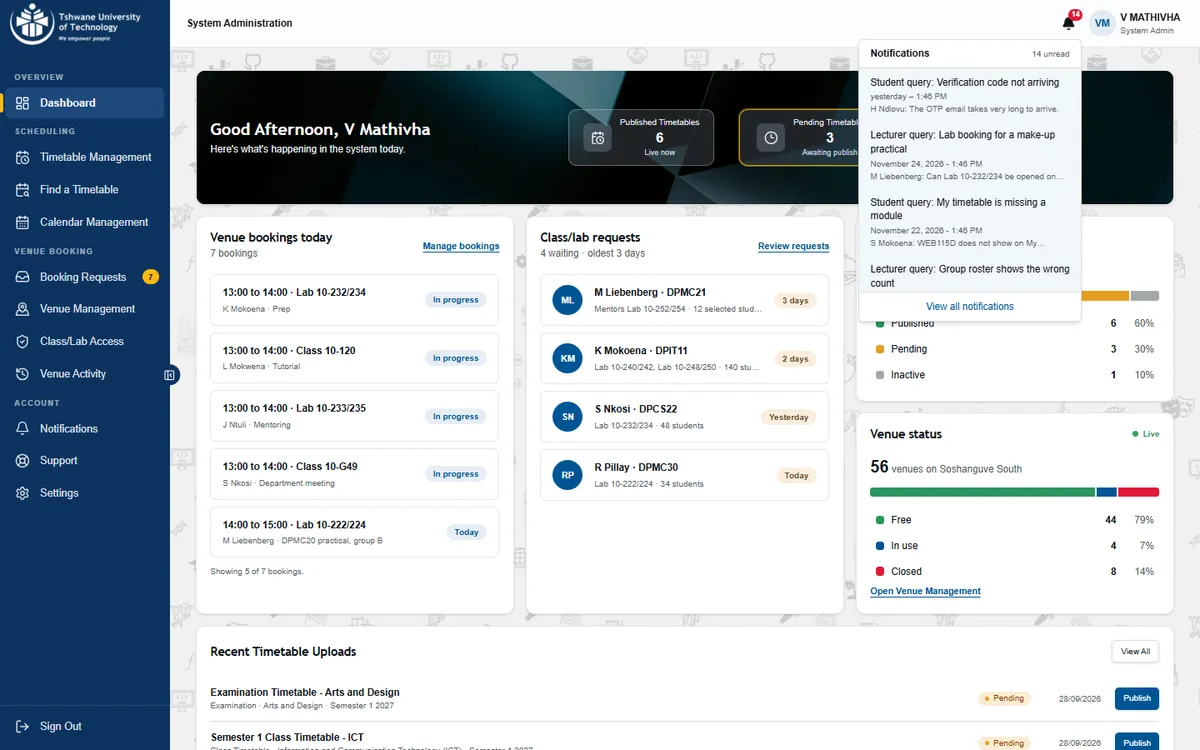 Tshwane University
of Technology
We empower people
OVERVIEW
Dashboard
SCHEDULING
Timetable Management
Find a Timetable
Calendar Management
VENUE BOOKING
Booking Requests
7
Venue Management
Class/Lab Access
Venue Activity
ACCOUNT
Notifications
Support
Settings
Sign Out
System Administration
14
VM
V MATHIVHA
System Admin
Good Afternoon, V Mathivha
Here's what's happening in the system today.
Published Timetables
6
Live now
Pending Timetabl
3
Awaiting publish
Notifications
14 unread
Student query: Verification code not arriving
yesterday – 1:46 PM
H Ndlovu: The OTP email takes very long to arrive.
Lecturer query: Lab booking for a make-up
practical
November 24, 2026 - 1:46 PM
M Liebenberg: Can Lab 10-232/234 be opened on…
Student query: My timetable is missing a
module
November 22, 2026 - 1:46 PM
S Mokoena: WEB115D does not show on My…
Lecturer query: Group roster shows the wrong
count
View all notifications
Venue bookings today
7 bookings
Manage bookings
13:00 to 14:00 · Lab 10-232/234
K Mokoena · Prep
In progress
13:00 to 14:00 · Class 10-120
L Mokwena · Tutorial
In progress
13:00 to 14:00 · Lab 10-233/235
J Ntuli · Mentoring
In progress
13:00 to 14:00 · Class 10-G49
S Nkosi · Department meeting
In progress
14:00 to 15:00 · Lab 10-222/224
M Liebenberg · DPMC20 practical, group B
Today
Showing 5 of 7 bookings.
Class/lab requests
4 waiting · oldest 3 days
Review requests
ML
M Liebenberg · DPMC21
Mentors Lab 10-252/254 · 12 selected stud…
3 days
KM
K Mokoena · DPIT11
Lab 10-240/242, Lab 10-248/250 · 140 stu…
2 days
SN
S Nkosi · DPCS22
Lab 10-232/234 · 48 students
Yesterday
RP
R Pillay · DPMC30
Lab 10-222/224 · 34 students
Today
Published
6
60%
Pending
3
30%
Inactive
1
10%
Venue status
Live
56 venues on Soshanguve South
Free
44
79%
In use
4
7%
Closed
8
14%
Open Venue Management
Recent Timetable Uploads
View All
Examination Timetable - Arts and Design
Examination · Arts and Design · Semester 1 2027
Pending
28/09/2026
Publish
Semester 1 Class Timetable - ICT
Class Timetable · Information and Communication Technology (ICT) · Semester 1 2027
Pending
28/09/2026
Publish